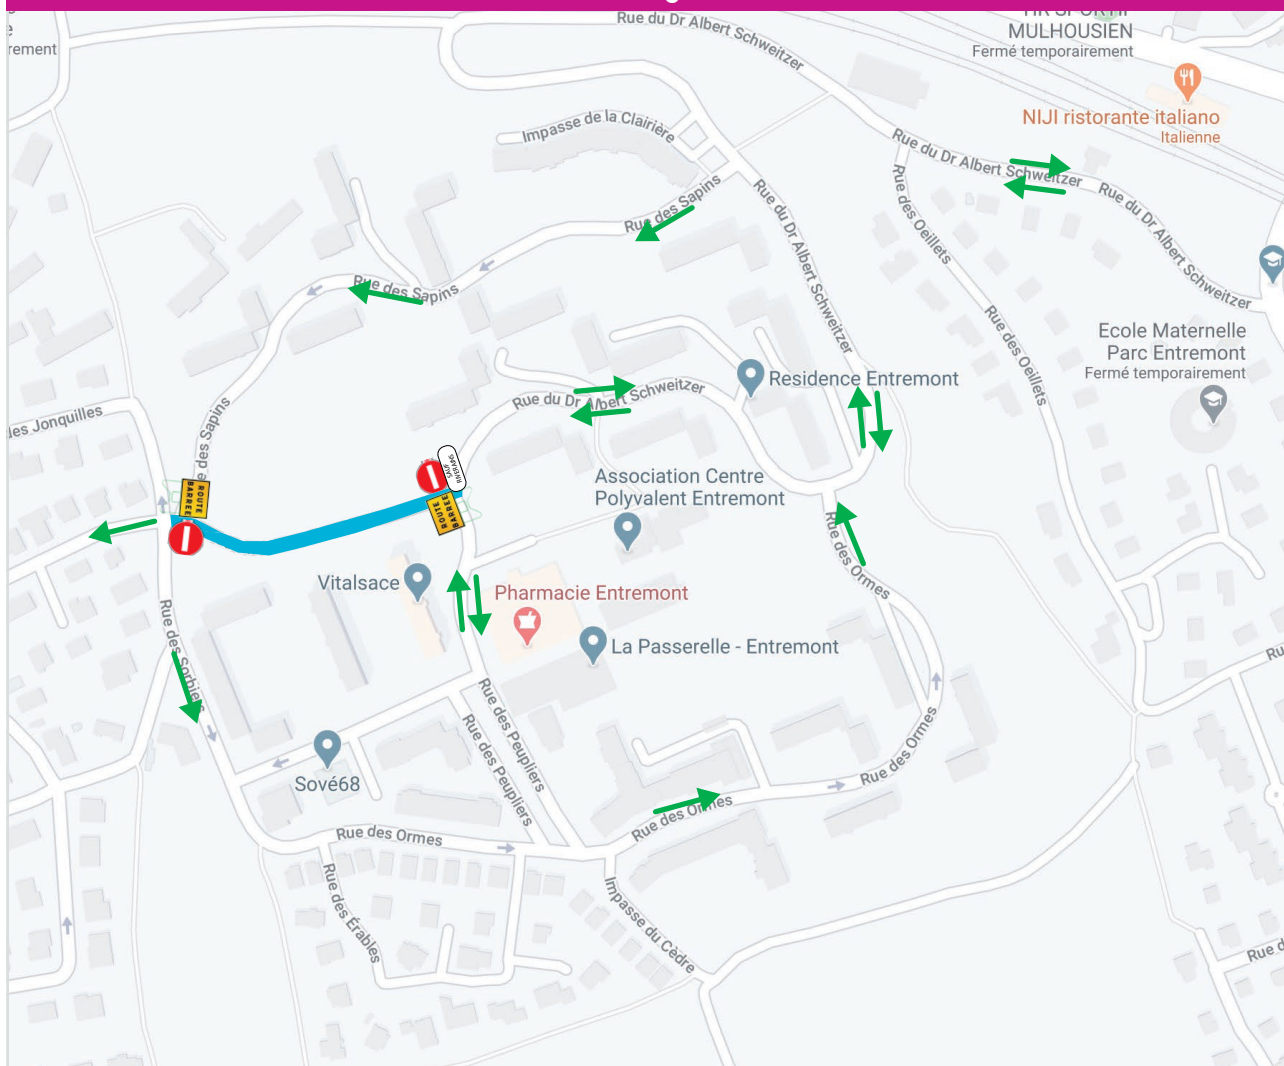 Rue du Dr Albert Schweitzer
MULHOUSIEN
Fermé temporairement
rement
NIJI ristorante italiano
Italienne
Impasse de la Clairière
Rue du Dr Albert Schweitzer
Rue du Dr Albert Schweitzer
Rue des Sapins
Rue du Dr Albert Schweitzer
Rue des Oeillets
Rue des Sapins
Rue des Oeillets
Ecole Maternelle
Parc Entremont
Fermé temporairement
Residence Entremont
Rue du Dr Albert Schweitzer
les Jonquilles
e des Sapins
SAUF
RIVERAINS
ROUTE
BARREE
ROUTE
BARREE
Association Centre
Polyvalent Entremont
Rue des Ormes
Vitalsace
Pharmacie Entremont
La Passerelle - Entremont
Rue des Sorbiers
Rue des Peupliers
Rue des Peupliers
Sové68
Rue des Ormes
Rue des Ormes
Rue des Ormes
Rue des Érables
Impasse du Cèdre
Ru
Rue d